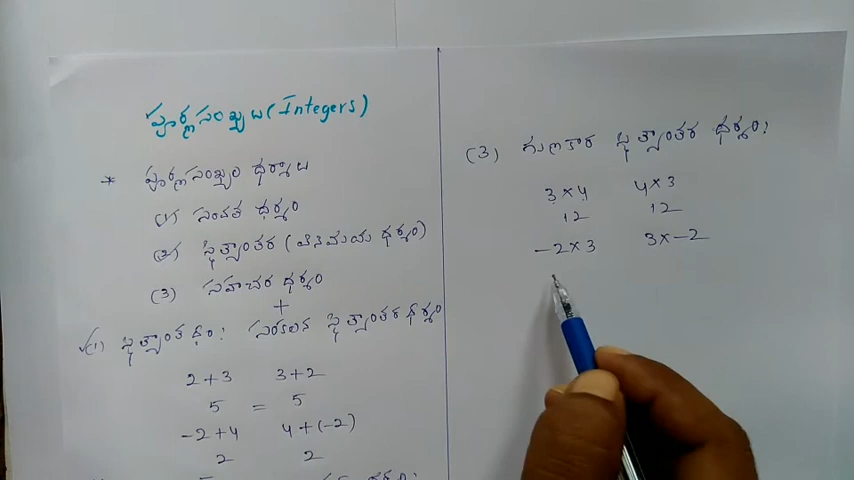 పూర్ణసంఖ్యలు (Integers)
* పూర్ణసంఖ్యల ధర్మాలు
(1) సంవృత ధర్మం
(2) స్థిత్యంతర (వినిమయ ధర్మం)
(3) సహచర ధర్మం
+
(1) స్థిత్యంతర ధర్మం: సంకలన స్థిత్యంతర ధర్మం
2+3 3+2
5 = 5
-2+4 4+(-2)
2 2
(3) గుణకార స్థిత్యంతర ధర్మం:
3×4 4×3
12 12
-2×3 3×-2